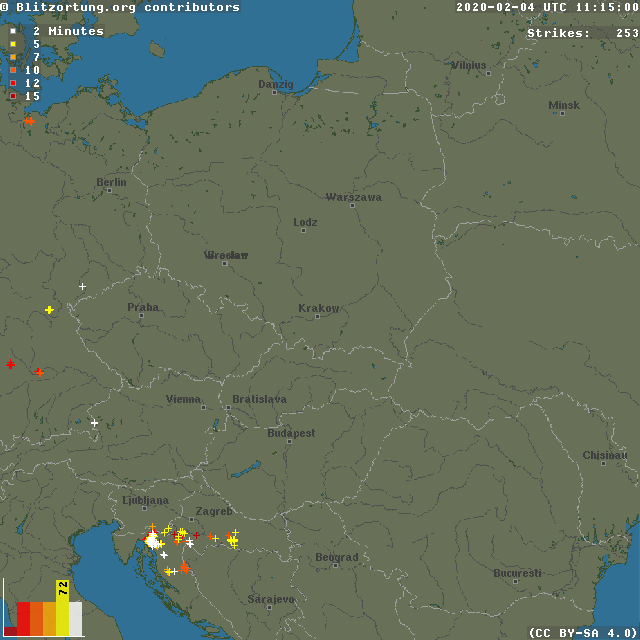 © Blitzortung.org contributors
2020-02-04 UTC 11:15:00
2 Minutes
5
7
10
12
15
Strikes: 253
Vilnius
Danzig
Minsk
Berlin
Warszawa
Lodz
Praha
Krakow
Vienna
Bratislava
Budapest
Chisinau
Ljubljana
Zagreb
Beograd
Bucuresti
Sarajevo
72
(CC BY-SA 4.0)